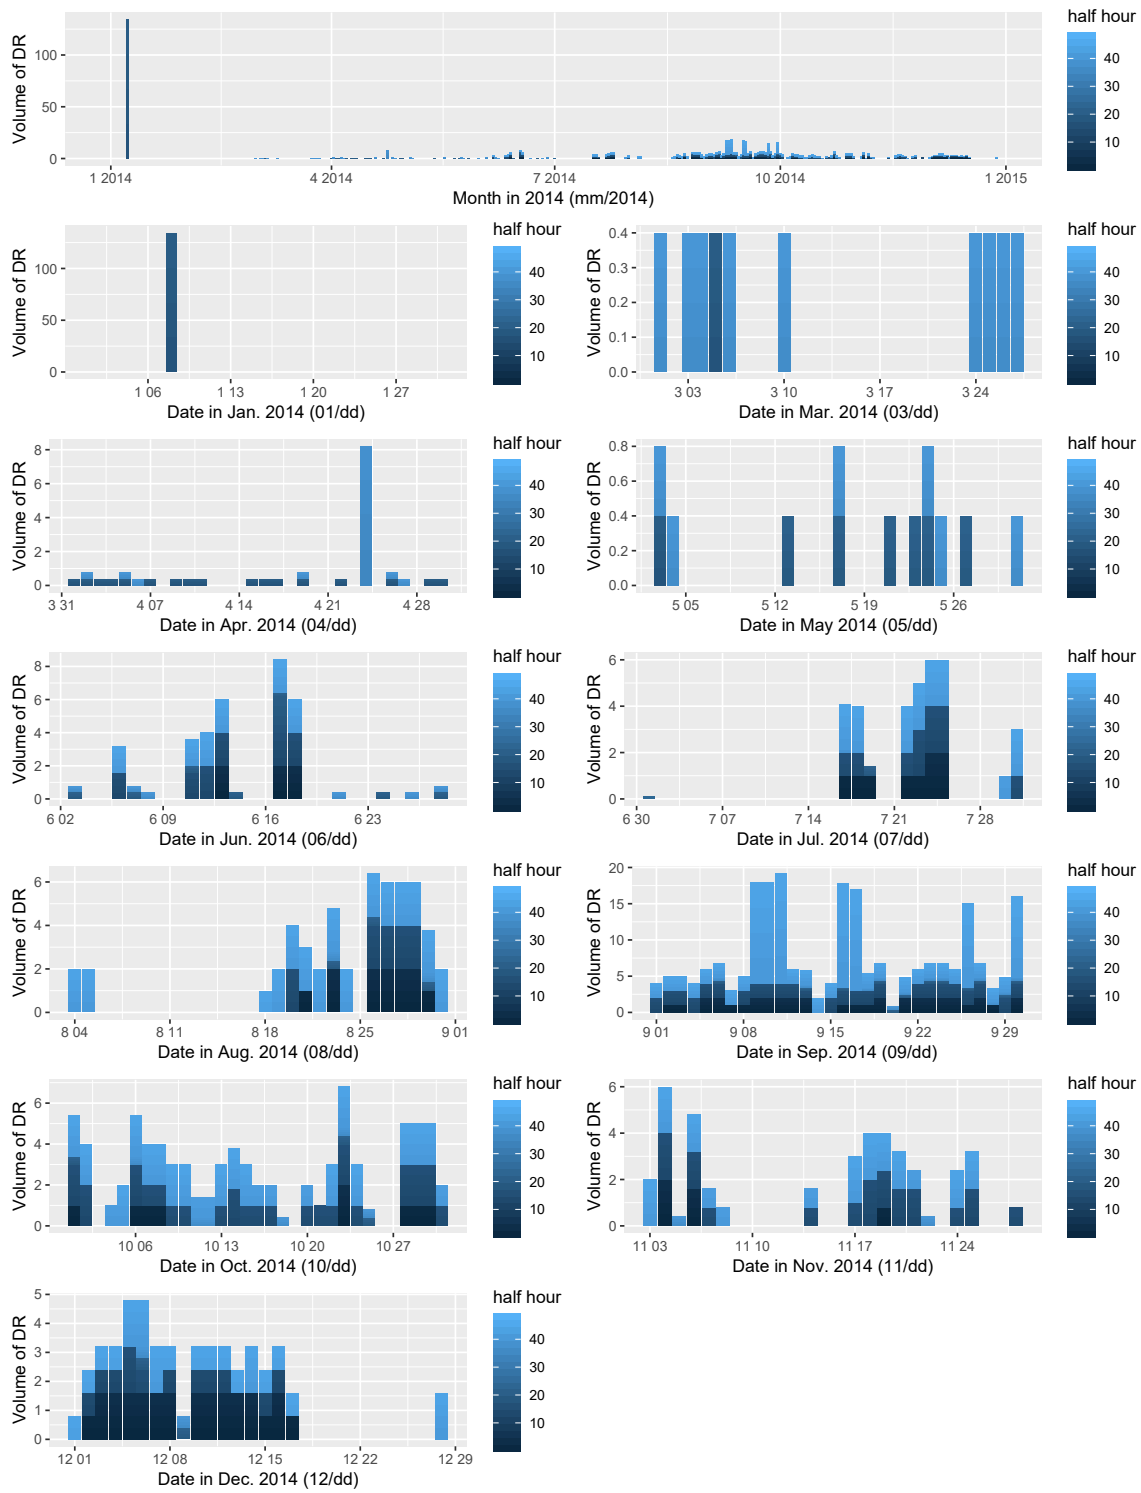 half hour
Volume of DR
100
50
0
40
30
20
10
1 2014 4 2014 7 2014 10 2014 1 2015
Month in 2014 (mm/2014)
half hour
Volume of DR
100
50
0
40
30
20
10
1 06 1 13 1 20 1 27
Date in Jan. 2014 (01/dd)
half hour
Volume of DR
0.4
0.3
0.2
0.1
0.0
40
30
20
10
3 03 3 10 3 17 3 24
Date in Mar. 2014 (03/dd)
half hour
Volume of DR
8
6
4
2
0
40
30
20
10
3 31 4 07 4 14 4 21 4 28
Date in Apr. 2014 (04/dd)
half hour
Volume of DR
0.8
0.6
0.4
0.2
0.0
40
30
20
10
5 05 5 12 5 19 5 26
Date in May 2014 (05/dd)
half hour
Volume of DR
8
6
4
2
0
40
30
20
10
6 02 6 09 6 16 6 23
Date in Jun. 2014 (06/dd)
half hour
Volume of DR
6
4
2
0
40
30
20
10
6 30 7 07 7 14 7 21 7 28
Date in Jul. 2014 (07/dd)
half hour
Volume of DR
6
4
2
0
40
30
20
10
8 04 8 11 8 18 8 25 9 01
Date in Aug. 2014 (08/dd)
half hour
Volume of DR
20
15
10
5
0
40
30
20
10
9 01 9 08 9 15 9 22 9 29
Date in Sep. 2014 (09/dd)
half hour
Volume of DR
6
4
2
0
40
30
20
10
10 06 10 13 10 20 10 27
Date in Oct. 2014 (10/dd)
half hour
Volume of DR
6
4
2
0
40
30
20
10
11 03 11 10 11 17 11 24
Date in Nov. 2014 (11/dd)
half hour
Volume of DR
5
4
3
2
1
0
40
30
20
10
12 01 12 08 12 15 12 22 12 29
Date in Dec. 2014 (12/dd)